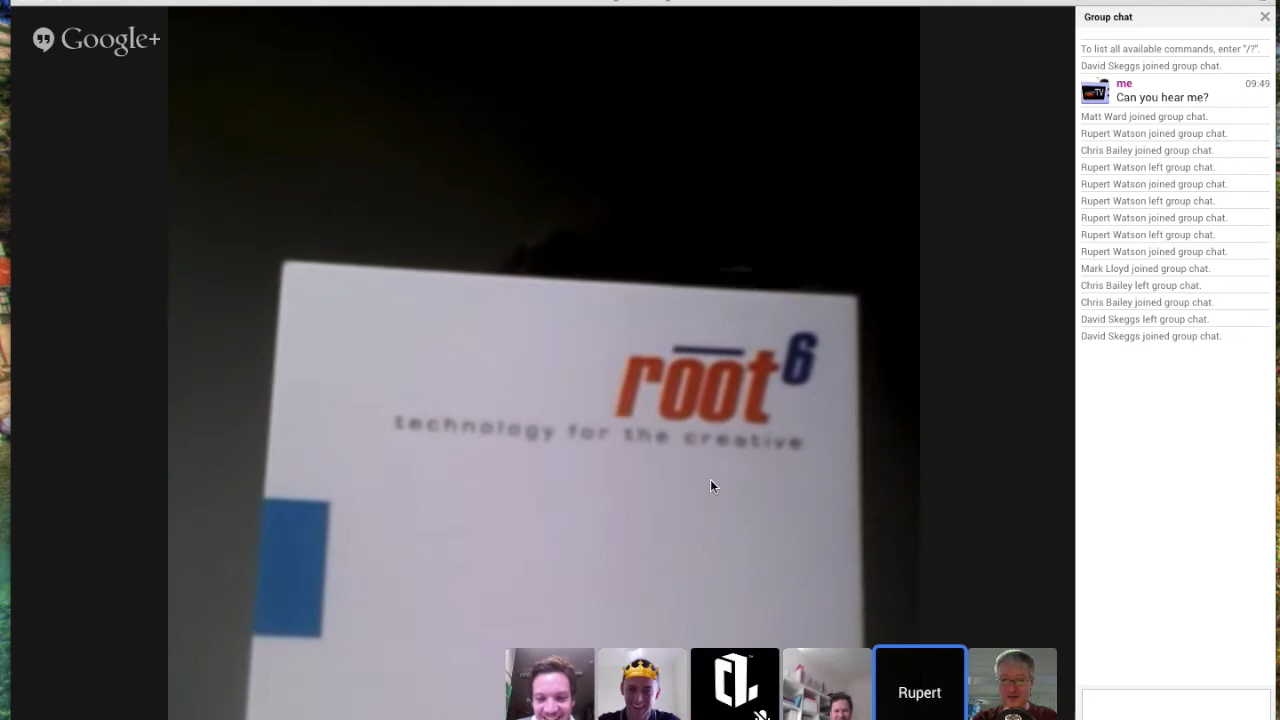 Google+
root6
technology for the creative
Rupert
Group chat
To list all available commands, enter "/?".
David Skeggs joined group chat.
me 09:49
Can you hear me?
Matt Ward joined group chat.
Rupert Watson joined group chat.
Chris Bailey joined group chat.
Rupert Watson left group chat.
Rupert Watson joined group chat.
Rupert Watson left group chat.
Rupert Watson joined group chat.
Rupert Watson left group chat.
Rupert Watson joined group chat.
Mark Lloyd joined group chat.
Chris Bailey left group chat.
Chris Bailey joined group chat.
David Skeggs left group chat.
David Skeggs joined group chat.